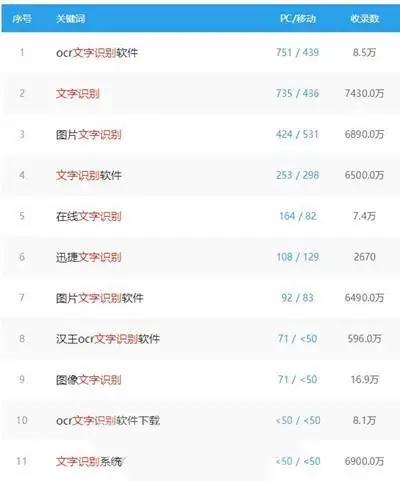 序号 关键词 PC/移动 收录数
1 ocr文字识别软件 751 / 439 8.5万
2 文字识别 735 / 436 7430.0万
3 图片文字识别 424 / 531 6890.0万
4 文字识别软件 253 / 298 6500.0万
5 在线文字识别 164 / 82 7.4万
6 迅捷文字识别 108 / 129 2670
7 图片文字识别软件 92 / 83 6490.0万
8 汉王ocr文字识别软件 71 / <50 596.0万
9 图像文字识别 71 / <50 16.9万
10 ocr文字识别软件下载 <50 / <50 8.1万
11 文字识别系统 <50 / <50 6900.0万